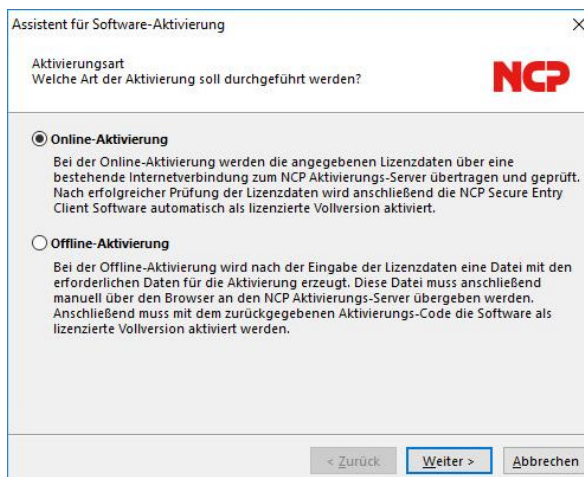 Assistent für Software-Aktivierung
Aktivierungsart
Welche Art der Aktivierung soll durchgeführt werden?
NCP
Online-Aktivierung
Bei der Online-Aktivierung werden die angegebenen Lizenzdaten über eine
bestehende Internetverbindung zum NCP Aktivierungs-Server übertragen und geprüft.
Nach erfolgreicher Prüfung der Lizenzdaten wird anschließend die NCP Secure Entry
Client Software automatisch als lizenzierte Vollversion aktiviert.
Offline-Aktivierung
Bei der Offline-Aktivierung wird nach der Eingabe der Lizenzdaten eine Datei mit den
erforderlichen Daten für die Aktivierung erzeugt. Diese Datei muss anschließend
manuell über den Browser an den NCP Aktivierungs-Server übergeben werden.
Anschließend muss mit dem zurückgegebenen Aktivierungs-Code die Software als
lizenzierte Vollversion aktiviert werden.
< Zurück Weiter > Abbrechen